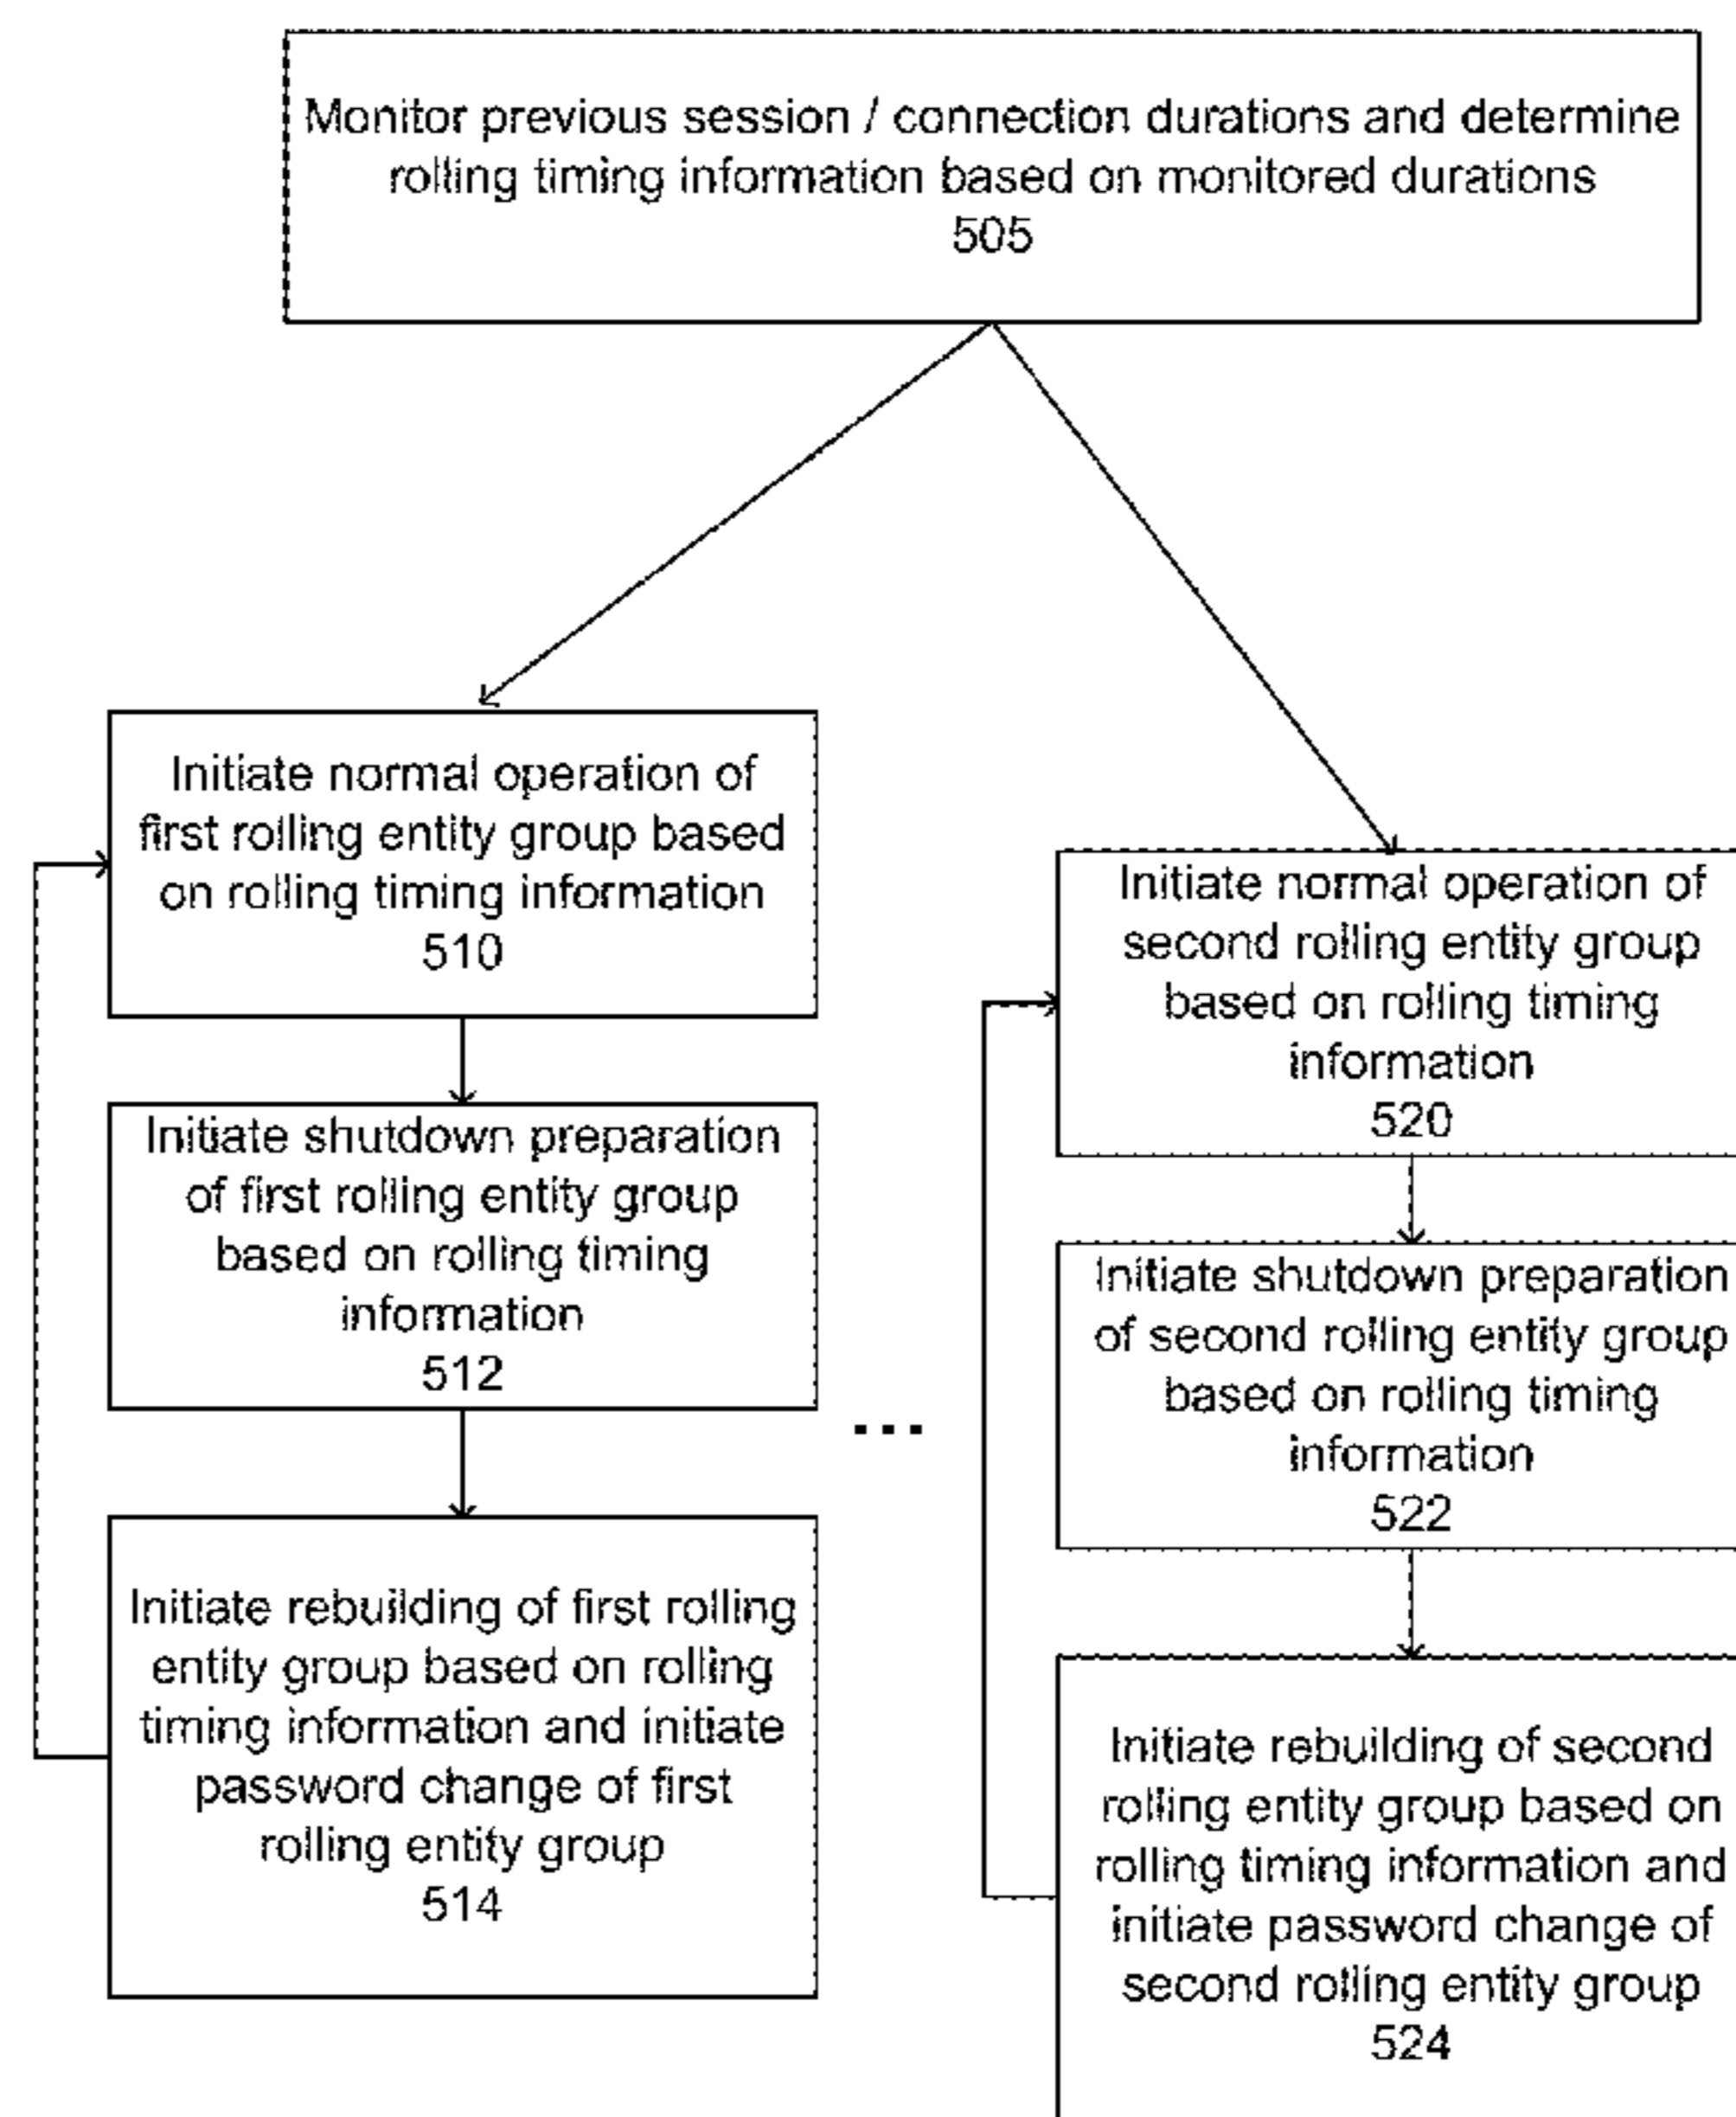 Monitor previous session / connection durations and determine
rolling timing information based on monitored durations
505
Initiate normal operation of
first rolling entity group based
on rolling timing information
510
Initiate shutdown preparation
of first rolling entity group
based on rolling timing
information
512
Initiate rebuilding of first rolling
entity group based on rolling
timing information and initiate
password change of first
rolling entity group
514
...
Initiate normal operation of
second rolling entity group
based on rolling timing
information
520
Initiate shutdown preparation
of second rolling entity group
based on rolling timing
information
522
Initiate rebuilding of second
rolling entity group based on
rolling timing information and
initiate password change of
second rolling entity group
524